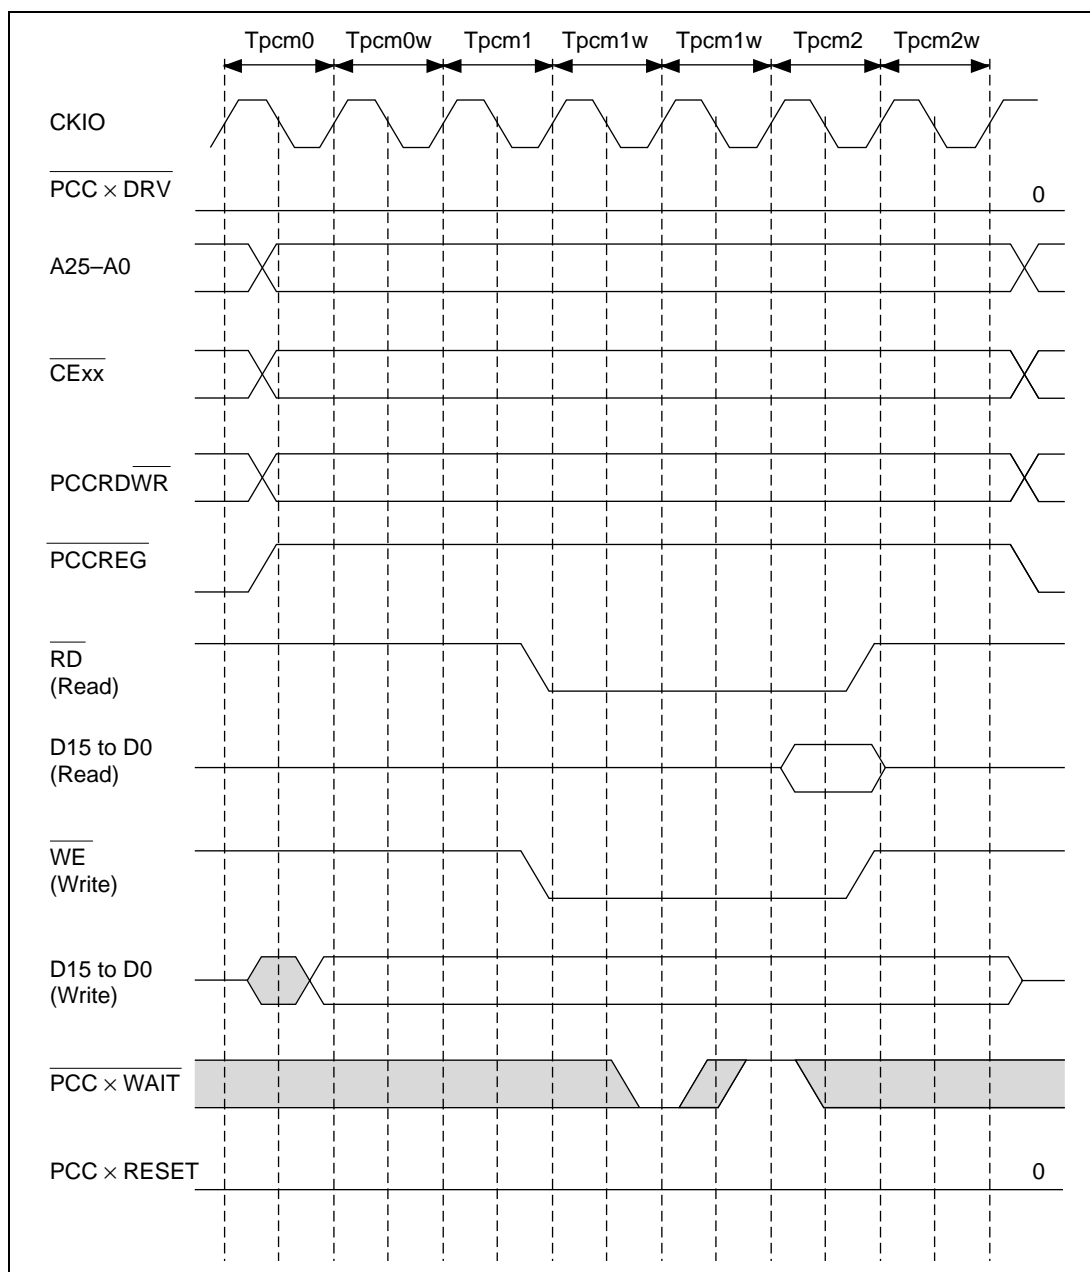 Tpcm0 Tpcm0w Tpcm1 Tpcm1w Tpcm1w Tpcm2 Tpcm2w
CKIO
PCC × DRV 0
A25–A0
CExx
PCCRDWR
PCCREG
RD
(Read)
D15 to D0
(Read)
WE
(Write)
D15 to D0
(Write)
PCC × WAIT
PCC × RESET 0